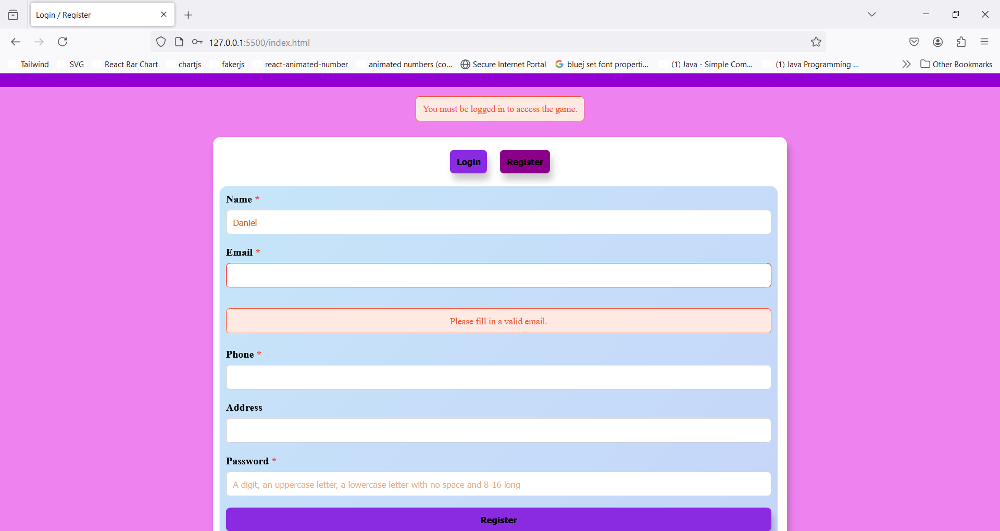 Login / Register
127.0.0.1:5500/index.html
Tailwind SVG React Bar Chart chartjs fakerjs react-animated-number animated numbers (co... Secure Internet Portal bluej set font properti... (1) Java - Simple Com... (1) Java Programming ... Other Bookmarks
You must be logged in to access the game.
Login Register
Name *
Daniel
Email *
Please fill in a valid email.
Phone *
Address
Password *
A digit, an uppercase letter, a lowercase letter with no space and 8-16 long
Register